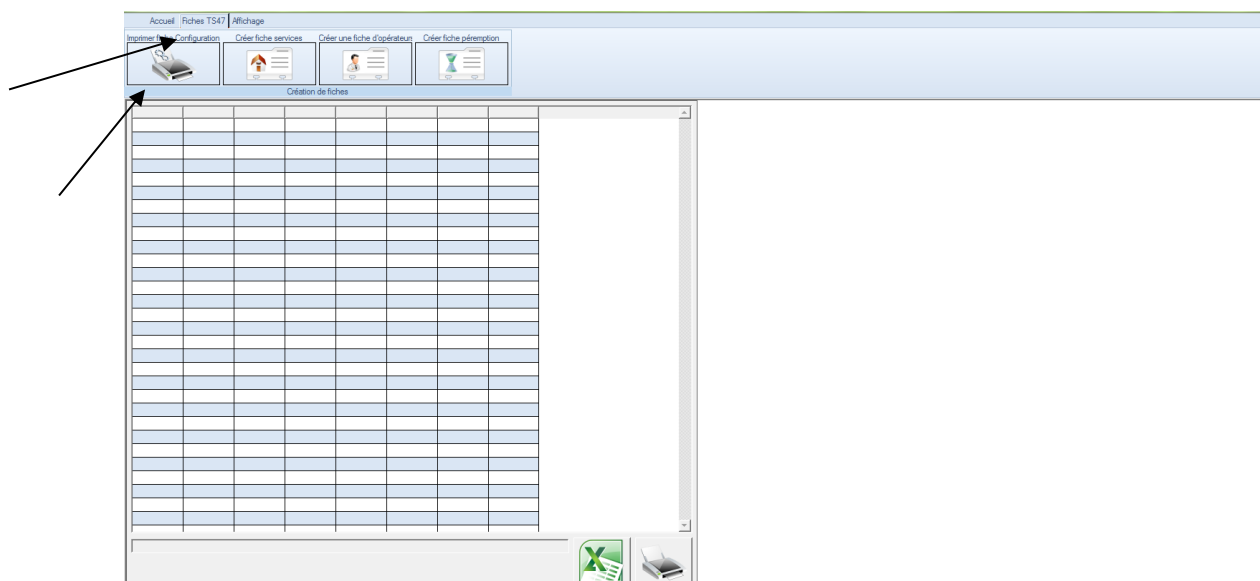 Accueil Fiches TS47 Affichage
Imprimer fiche Configuration Créer fiche services Créer une fiche d'opérateur Créer fiche péremption
Création de fiches